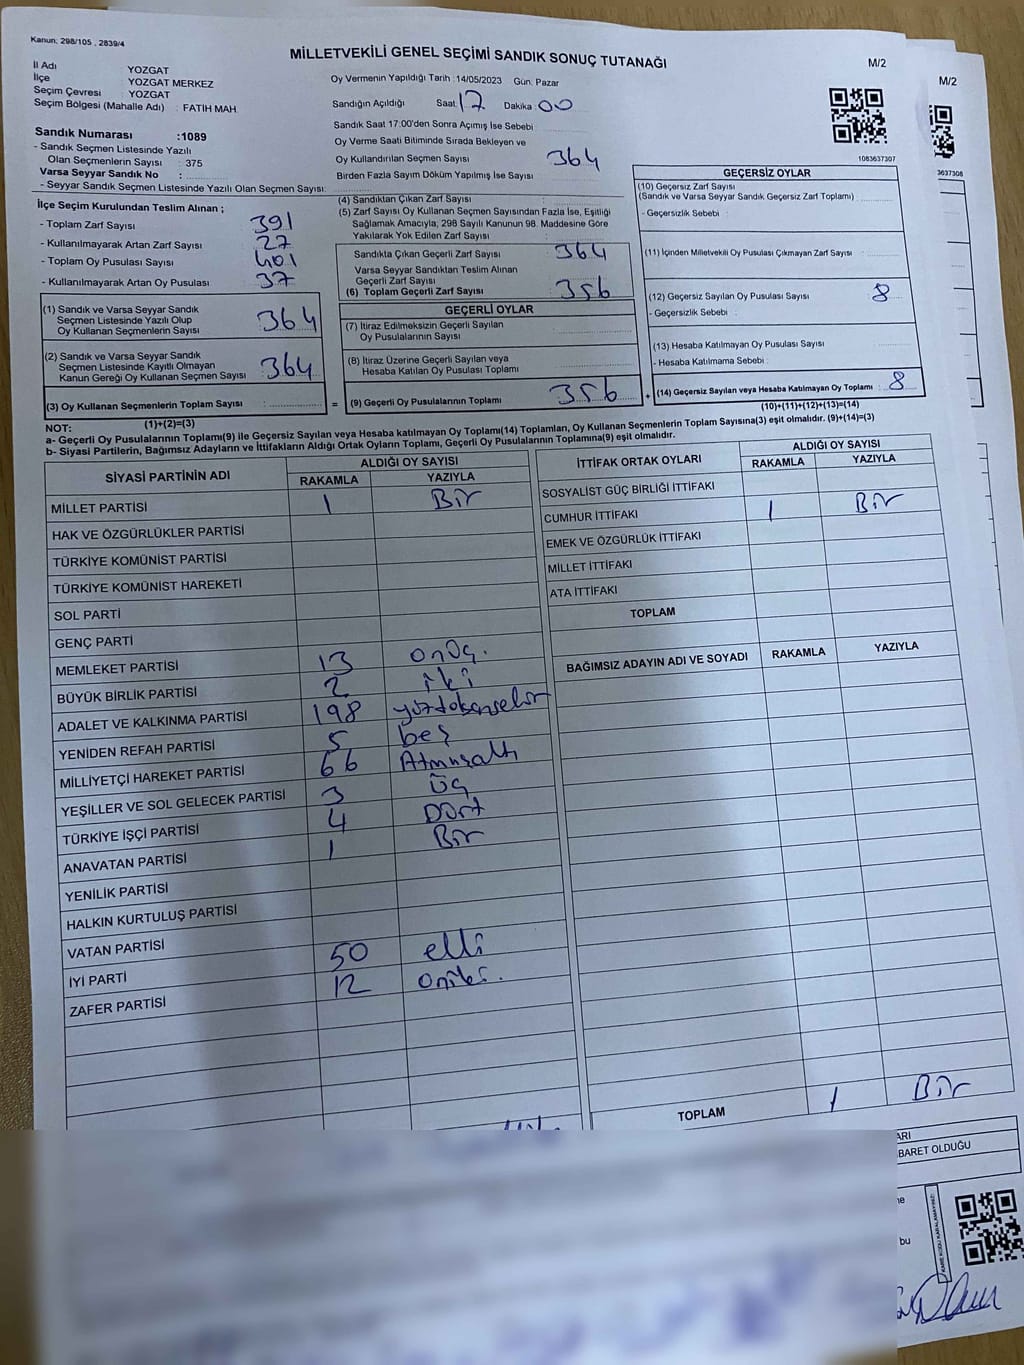 Kanun: 298/105 , 2839/4
MİLLETVEKİLİ GENEL SEÇİMİ SANDIK SONUÇ TUTANAĞI
M/2
M/2
İl Adı YOZGAT
İlçe YOZGAT MERKEZ
Seçim Çevresi : YOZGAT
Seçim Bölgesi (Mahalle Adı) : FATIH MAH.
Oy Vermenin Yapıldığı Tarih : 14/05/2023 Gün: Pazar
Sandığın Açıldığı Saat: 17 Dakika: 00
Sandık Saat 17:00'den Sonra Açımış İse Sebebi
Oy Verme Saati Bitiminde Sırada Bekleyen ve
Oy Kullandırılan Seçmen Sayısı 364
Birden Fazla Sayım Döküm Yapılmış İse Sayısı
1083637307
3637308
Sandık Numarası :1089
- Sandık Seçmen Listesinde Yazılı
Olan Seçmenlerin Sayısı : 375
Varsa Seyyar Sandık No :
- Seyyar Sandık Seçmen Listesinde Yazılı Olan Seçmen Sayısı:
İlçe Seçim Kurulundan Teslim Alınan ;
- Toplam Zarf Sayısı 391
- Kullanılmayarak Artan Zarf Sayısı 27
- Toplam Oy Pusulası Sayısı 401
- Kullanılmayarak Artan Oy Pusulası 37
(1) Sandık ve Varsa Seyyar Sandık
Seçmen Listesinde Yazılı Olup
Oy Kullanan Seçmenlerin Sayısı 364
(2) Sandık ve Varsa Seyyar Sandık
Seçmen Listesinde Kayıtlı Olmayan
Kanun Gereği Oy Kullanan Seçmen Sayısı 364
(3) Oy Kullanan Seçmenlerin Toplam Sayısı :
(1)+(2)=(3)
(4) Sandıktan Çıkan Zarf Sayısı :
(5) Zarf Sayısı Oy Kullanan Seçmen Sayısından Fazla İse, Eşitliği
Sağlamak Amacıyla; 298 Sayılı Kanunun 98. Maddesine Göre
Yakılarak Yok Edilen Zarf Sayısı
Sandıkta Çıkan Geçerli Zarf Sayısı : 364
Varsa Seyyar Sandıktan Teslim Alınan
Geçerli Zarf Sayısı
(6) Toplam Geçerli Zarf Sayısı : 356
GEÇERLİ OYLAR
(7) İtiraz Edilmeksizin Geçerli Sayılan
Oy Pusulalarının Sayısı
(8) İtiraz Üzerine Geçerli Sayılan veya
Hesaba Katılan Oy Pusulası Toplamı
= (9) Geçerli Oy Pusulalarının Toplamı : 356 +
GEÇERSİZ OYLAR
(10) Geçersiz Zarf Sayısı
(Sandık ve Varsa Seyyar Sandık Geçersiz Zarf Toplamı) :
- Geçersizlik Sebebi :
(11) İçinden Milletvekili Oy Pusulası Çıkmayan Zarf Sayısı
(12) Geçersiz Sayılan Oy Pusulası Sayısı : 8
- Geçersizlik Sebebi :
(13) Hesaba Katılmayan Oy Pusulası Sayısı
- Hesaba Katılmama Sebebi :
(14) Geçersiz Sayılan veya Hesaba Katılmayan Oy Toplamı : 8
(10)+(11)+(12)+(13)=(14)
NOT:
a- Geçerli Oy Pusulalarının Toplamı(9) ile Geçersiz Sayılan veya Hesaba katılmayan Oy Toplamı(14) Toplamları, Oy Kullanan Seçmenlerin Toplam Sayısına(3) eşit olmalıdır. (9)+(14)=(3)
b- Siyasi Partilerin, Bağımsız Adayların ve İttifakların Aldığı Ortak Oyların Toplamı, Geçerli Oy Pusulalarının Toplamına(9) eşit olmalıdır.
SİYASİ PARTİNİN ADI ALDIĞI OY SAYISI
RAKAMLA YAZIYLA
MİLLET PARTİSİ 1 Bir
HAK VE ÖZGÜRLÜKLER PARTİSİ
TÜRKİYE KOMÜNİST PARTİSİ
TÜRKİYE KOMÜNİST HAREKETİ
SOL PARTİ
GENÇ PARTİ
MEMLEKET PARTİSİ 13 onüç.
BÜYÜK BİRLİK PARTİSİ 2 iki
ADALET VE KALKINMA PARTİSİ 198 yüzdoksansekiz
YENİDEN REFAH PARTİSİ 5 beş
MİLLİYETÇİ HAREKET PARTİSİ 66 Atmışaltı
YEŞİLLER VE SOL GELECEK PARTİSİ 3 üç
TÜRKİYE İŞÇİ PARTİSİ 4 Dört
ANAVATAN PARTİSİ 1 Bir
YENİLİK PARTİSİ
HALKIN KURTULUŞ PARTİSİ
VATAN PARTİSİ
İYİ PARTİ 50 elli
ZAFER PARTİSİ 12 oniki.
İTTİFAK ORTAK OYLARI ALDIĞI OY SAYISI
RAKAMLA YAZIYLA
SOSYALİST GÜÇ BİRLİĞİ İTTİFAKI
CUMHUR İTTİFAKI 1 Bir
EMEK VE ÖZGÜRLÜK İTTİFAKI
MİLLET İTTİFAKI
ATA İTTİFAKI
TOPLAM
BAĞIMSIZ ADAYIN ADI VE SOYADI RAKAMLA YAZIYLA
TOPLAM 1 Bir
ARI
BARET OLDUĞU
bu